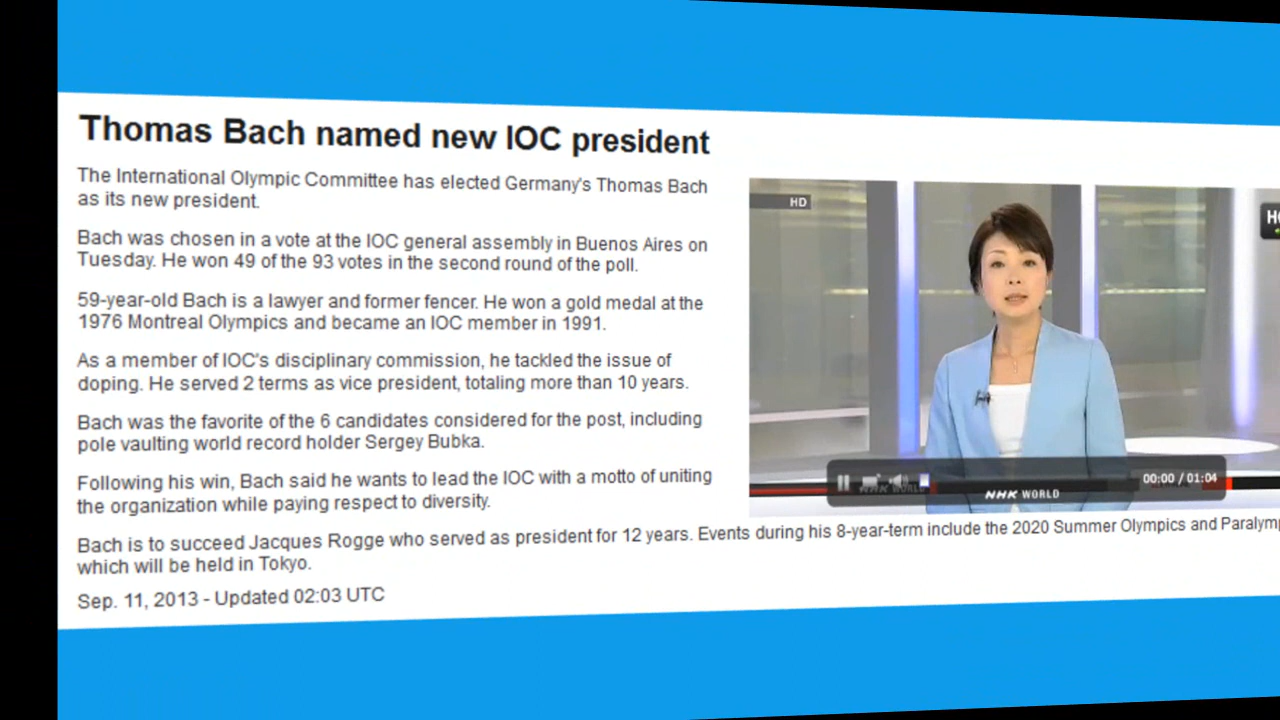 Thomas Bach named new IOC president
The International Olympic Committee has elected Germany's Thomas Bach
as its new president.
Bach was chosen in a vote at the IOC general assembly in Buenos Aires on
Tuesday. He won 49 of the 93 votes in the second round of the poll.
59-year-old Bach is a lawyer and former fencer. He won a gold medal at the
1976 Montreal Olympics and became an IOC member in 1991.
As a member of IOC's disciplinary commission, he tackled the issue of
doping. He served 2 terms as vice president, totaling more than 10 years.
Bach was the favorite of the 6 candidates considered for the post, including
pole vaulting world record holder Sergey Bubka.
Following his win, Bach said he wants to lead the IOC with a motto of uniting
the organization while paying respect to diversity.
Bach is to succeed Jacques Rogge who served as president for 12 years. Events during his 8-year-term include the 2020 Summer Olympics and
which will be held in Tokyo.
Sep. 11, 2013 - Updated 02:03 UTC
HD
00:00 / 01:04
NHK WORLD
NHK WORLD